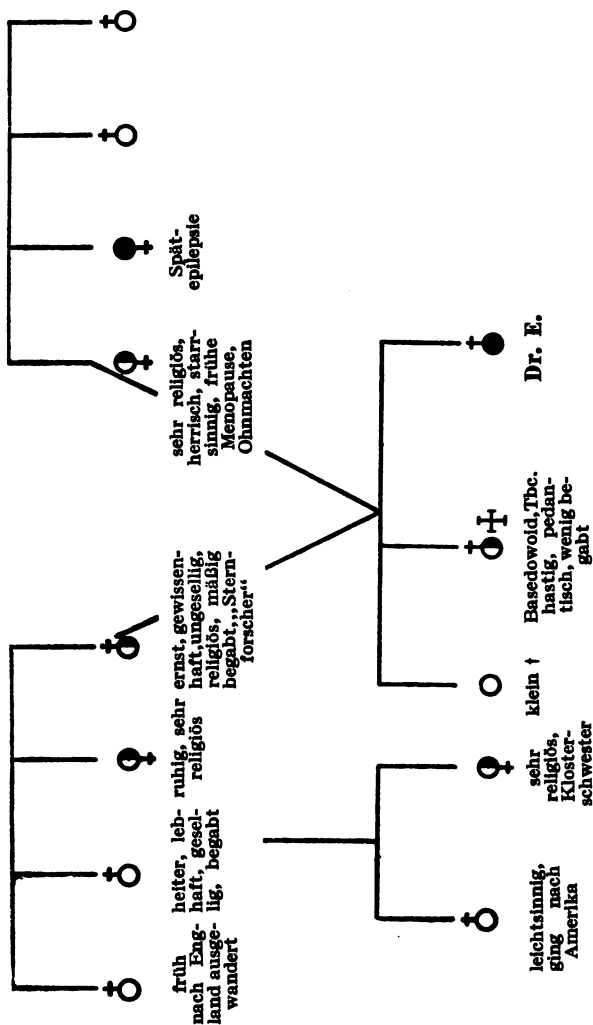 früh
nach Eng-
land ausge-
wandert
heiter, leb-
haft, gesel-
lig, begabt
ruhig, sehr
religiös
ernst, gewissen-
haft, ungesellig,
religiös, mäßig
begabt, „Stern-
forscher“
sehr religiös,
herrisch, starr-
sinnig, frühe
Menopause,
Ohnmachten
Spät-
epilepsie
leichtsinnig,
ging nach
Amerika
sehr
religiös,
Kloster-
schwester
klein †
Basedowoid, Tbc.
hastig, pedan-
tisch, wenig be-
gabt
Dr. E.